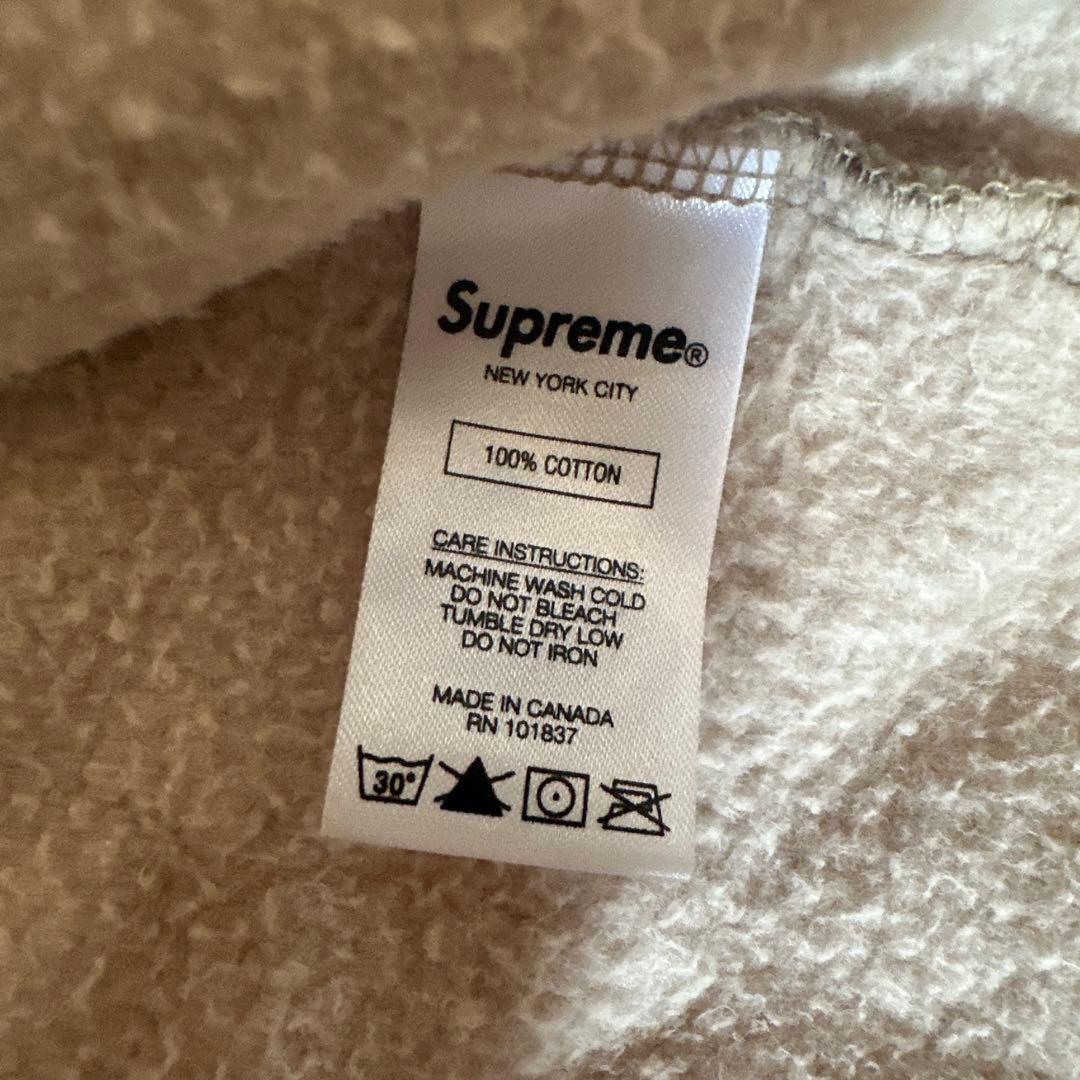 Supreme®
NEW YORK CITY
100% COTTON
CARE INSTRUCTIONS:
MACHINE WASH COLD
DO NOT BLEACH
TUMBLE DRY LOW
DO NOT IRON
MADE IN CANADA
RN 101837
30°